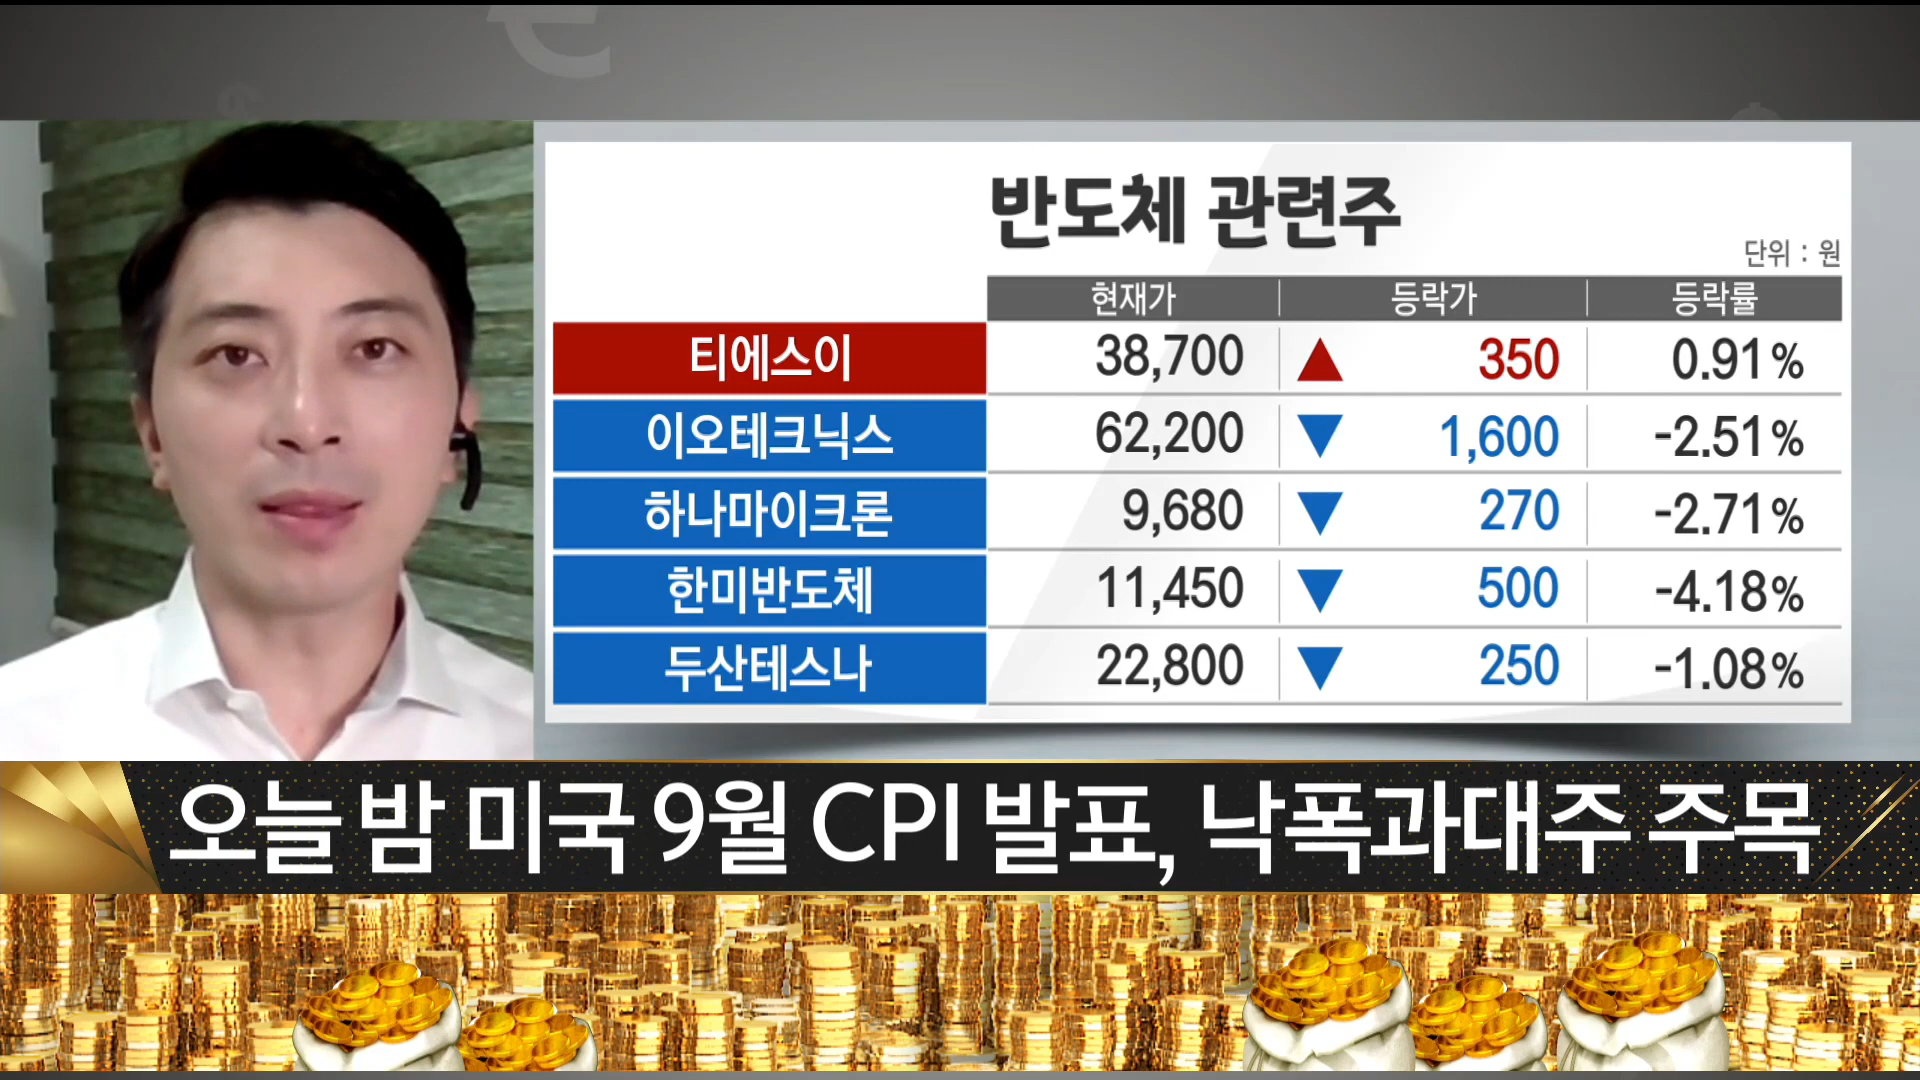 반도체 관련주
단위 : 원
현재가 등락가 등락률
티에스이 38,700 ▲ 350 0.91%
이오테크닉스 62,200 ▼ 1,600 -2.51%
하나마이크론 9,680 ▼ 270 -2.71%
한미반도체 11,450 ▼ 500 -4.18%
두산테스나 22,800 ▼ 250 -1.08%
오늘 밤 미국 9월 CPI 발표, 낙폭과대주 주목